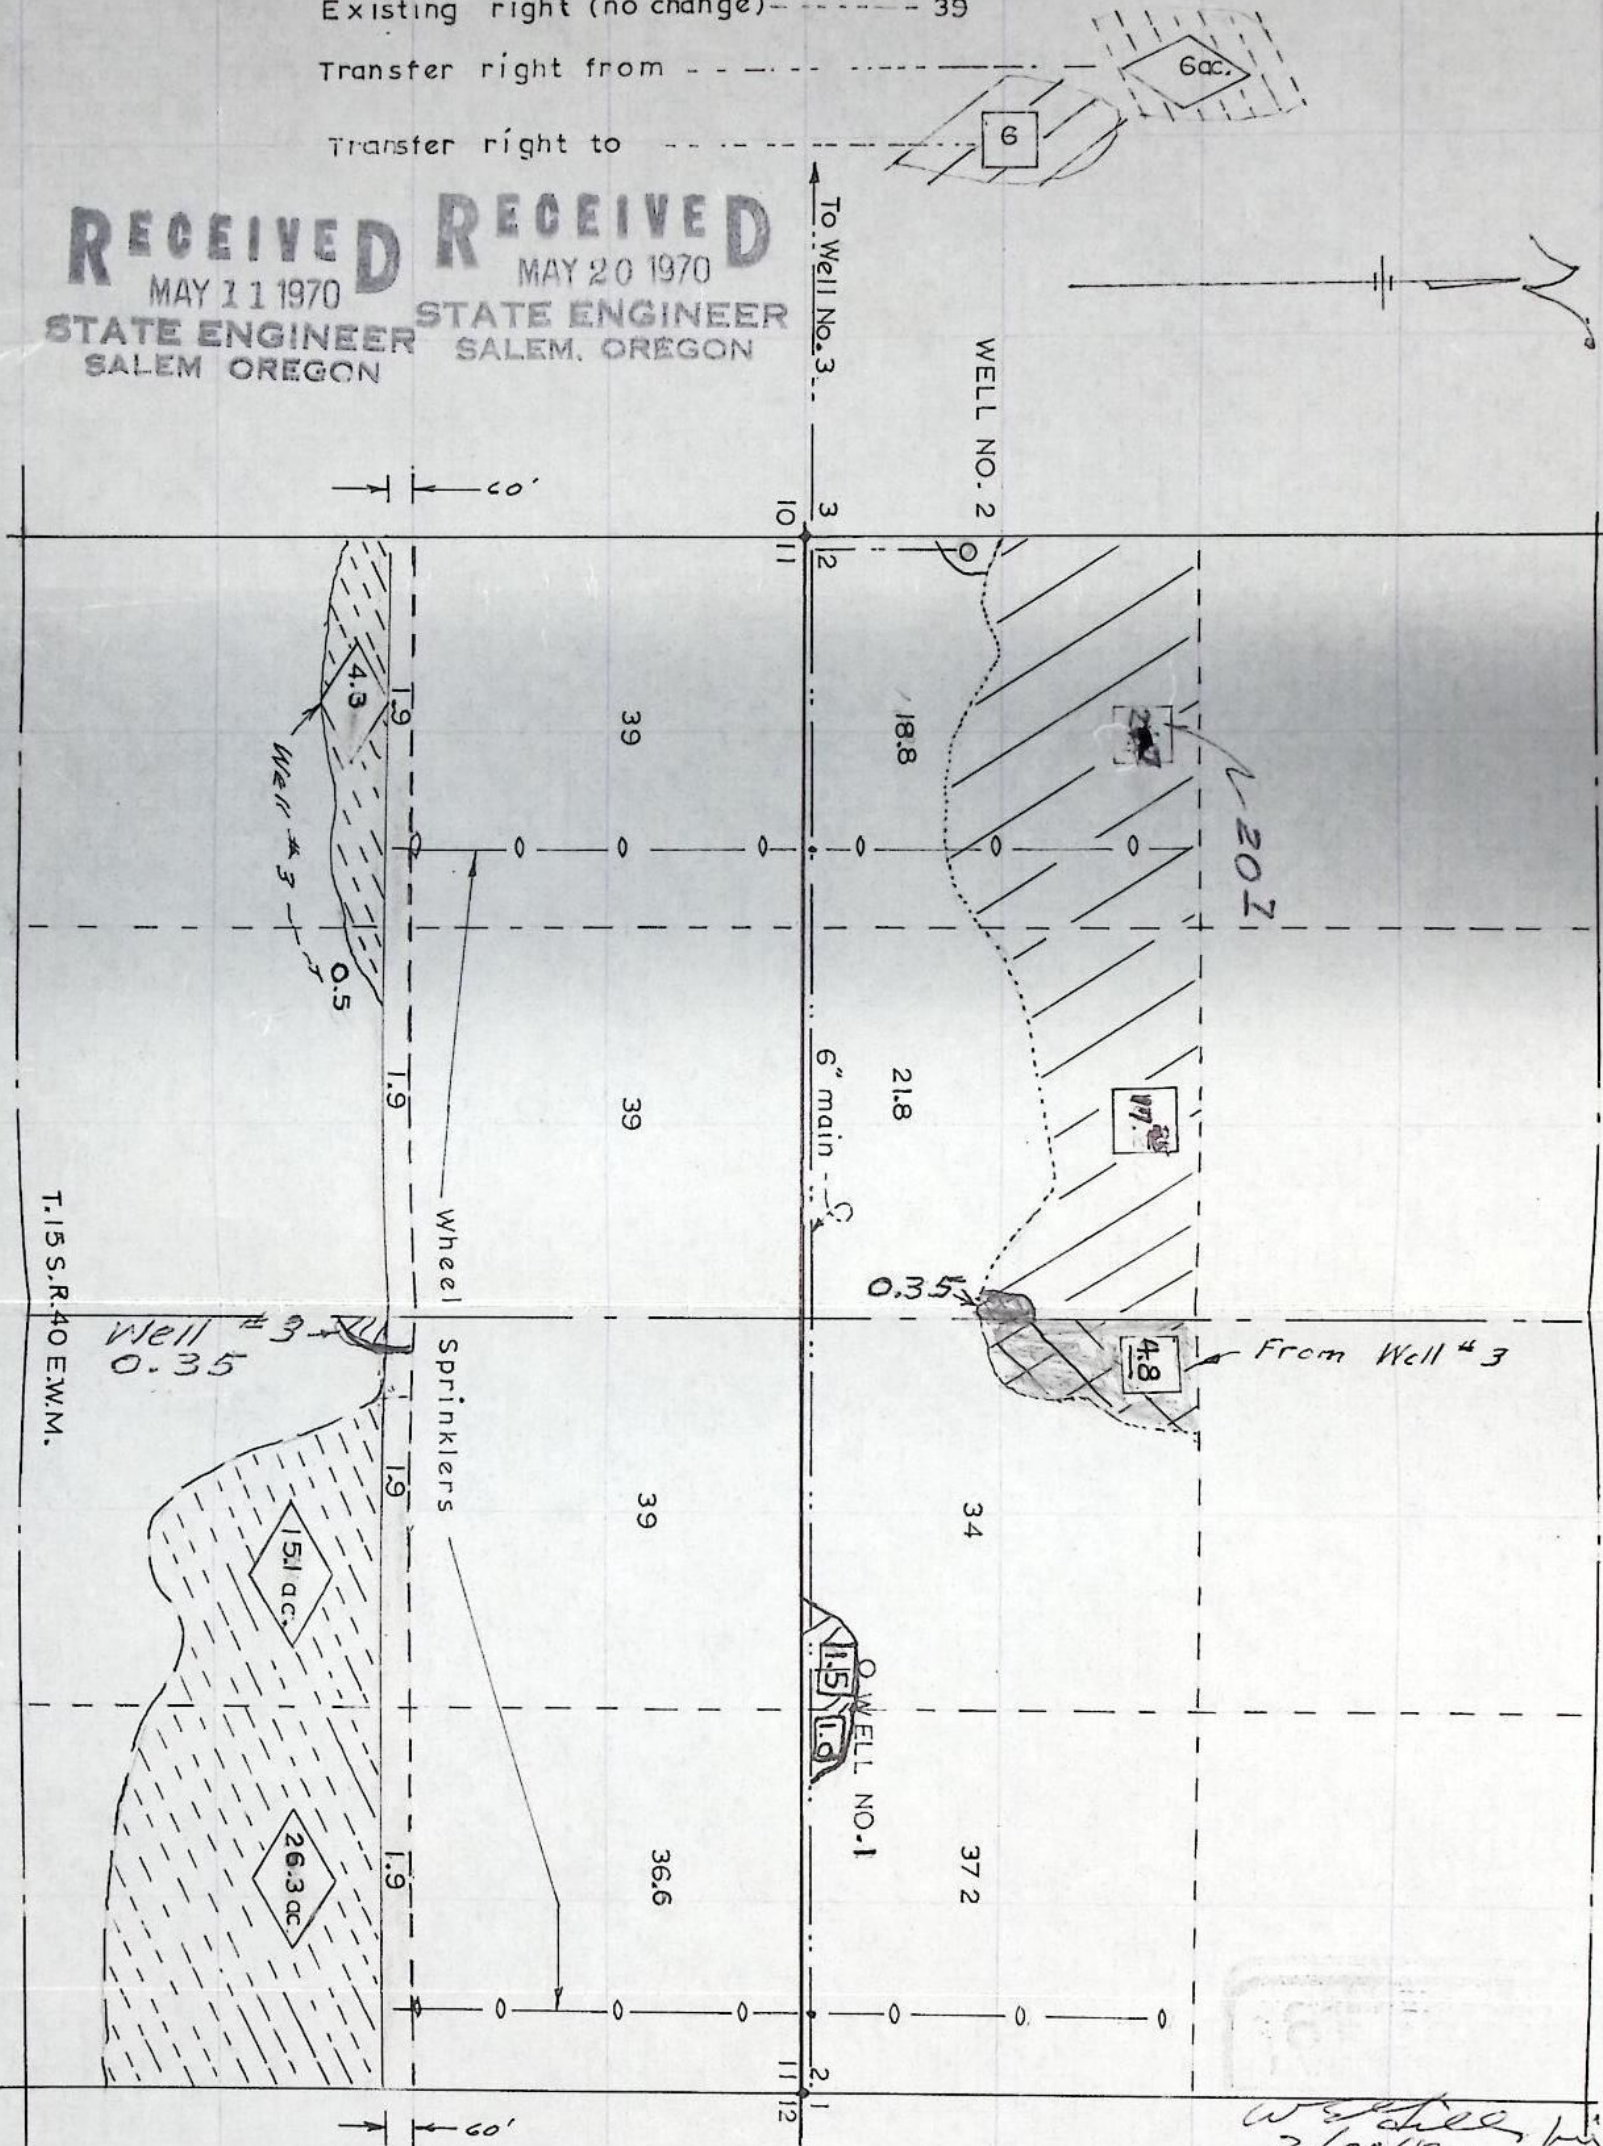 Existing right (no change) 39
Transfer right from
6 ac.
Transfer right to
6
RECEIVED
MAY 11 1970
STATE ENGINEER
SALEM OREGON
RECEIVED
MAY 20 1970
STATE ENGINEER
SALEM, OREGON
To Well No. 3
WELL NO. 2
60'
3
10
2
11
4.3
1.9
39
18.8
20.1
Well #3
0.5
1.9
39
6" main
21.8
0.35
Well #3
0.35
4.8
From Well #3
T. 15 S. R. 40 E.W.M.
Wheel Sprinklers
1.9
39
34
15.1 ac.
1.5
1.0
WELL NO. 1
26.3 ac.
1.9
36.6
37 2
2
1
11
12
60'